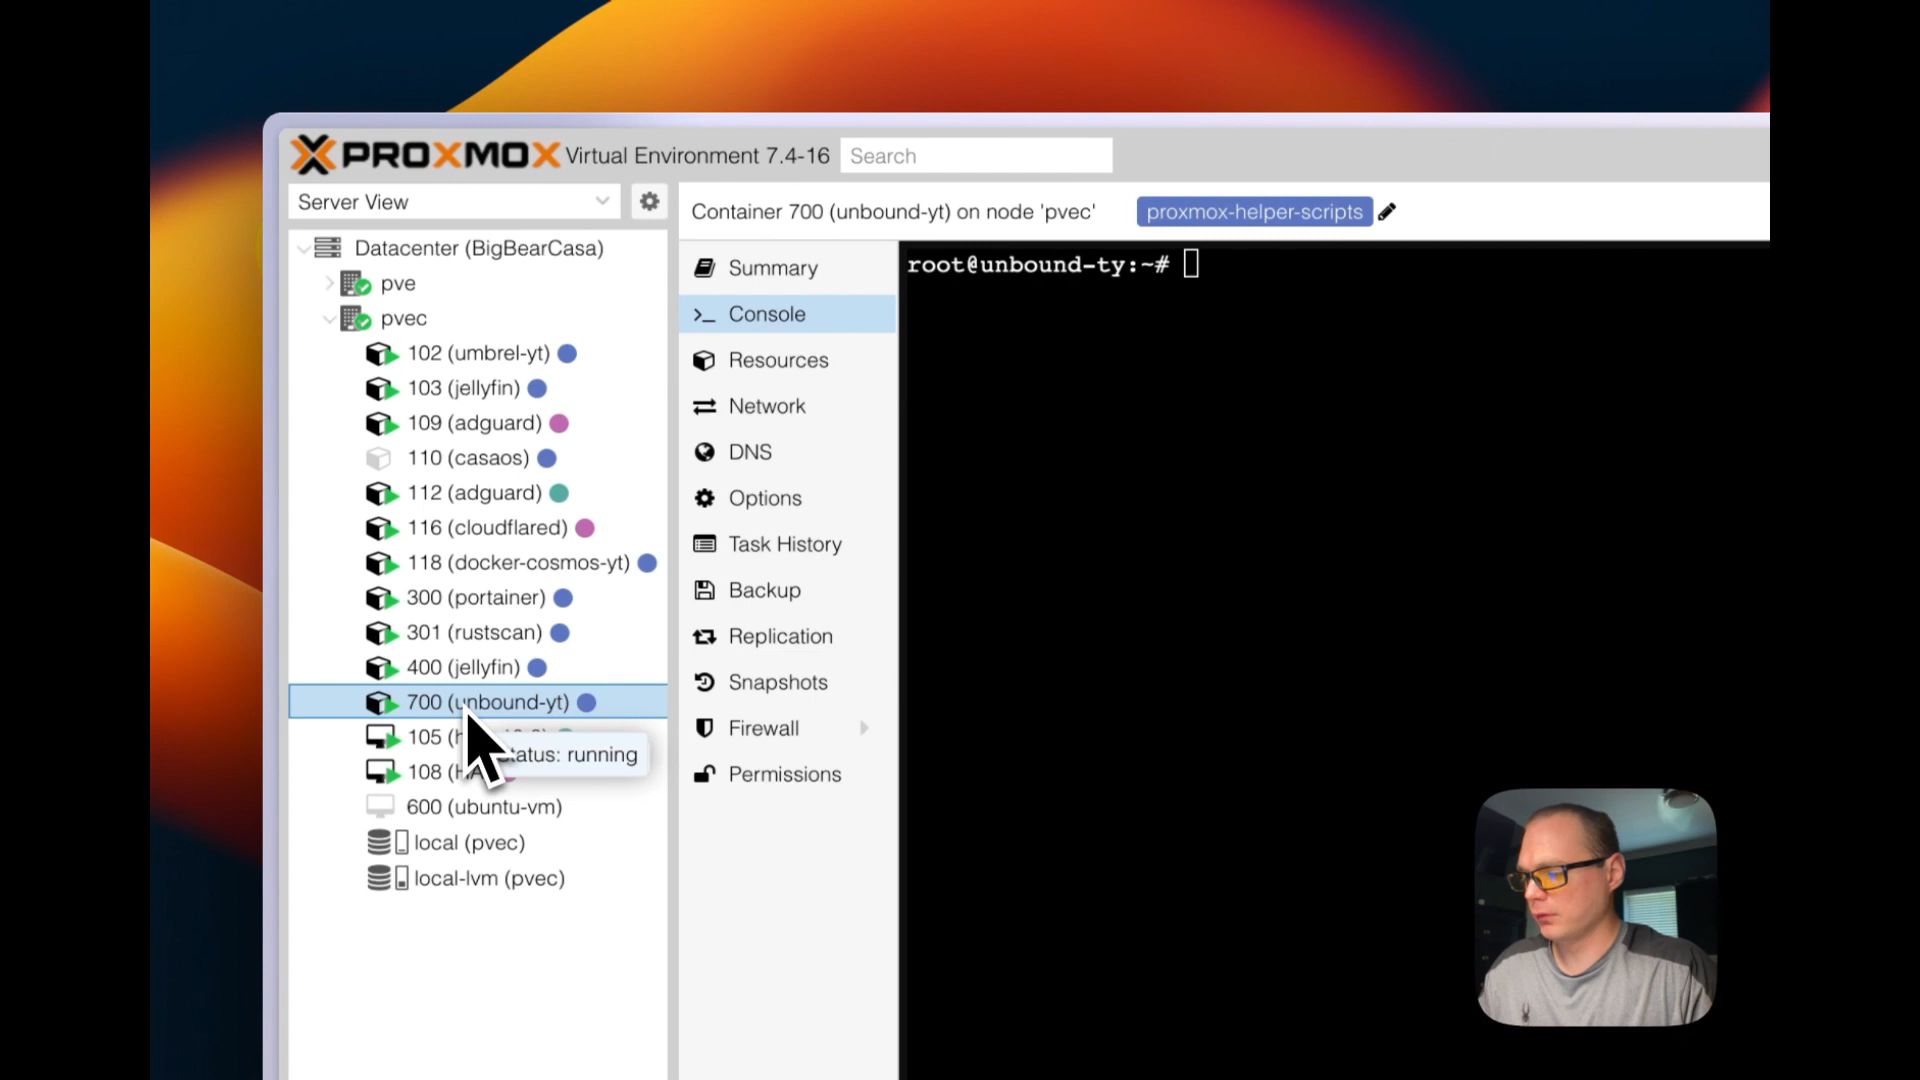 PROXMOX Virtual Environment 7.4-16 Search
Server View
Container 700 (unbound-yt) on node 'pvec' proxmox-helper-scripts
Datacenter (BigBearCasa)
pve
pvec
102 (umbrel-yt)
103 (jellyfin)
109 (adguard)
110 (casaos)
112 (adguard)
116 (cloudflared)
118 (docker-cosmos-yt)
300 (portainer)
301 (rustscan)
400 (jellyfin)
700 (unbound-yt)
105
status: running
108
600 (ubuntu-vm)
local (pvec)
local-lvm (pvec)
Summary
Console
Resources
Network
DNS
Options
Task History
Backup
Replication
Snapshots
Firewall
Permissions
root@unbound-ty:~#